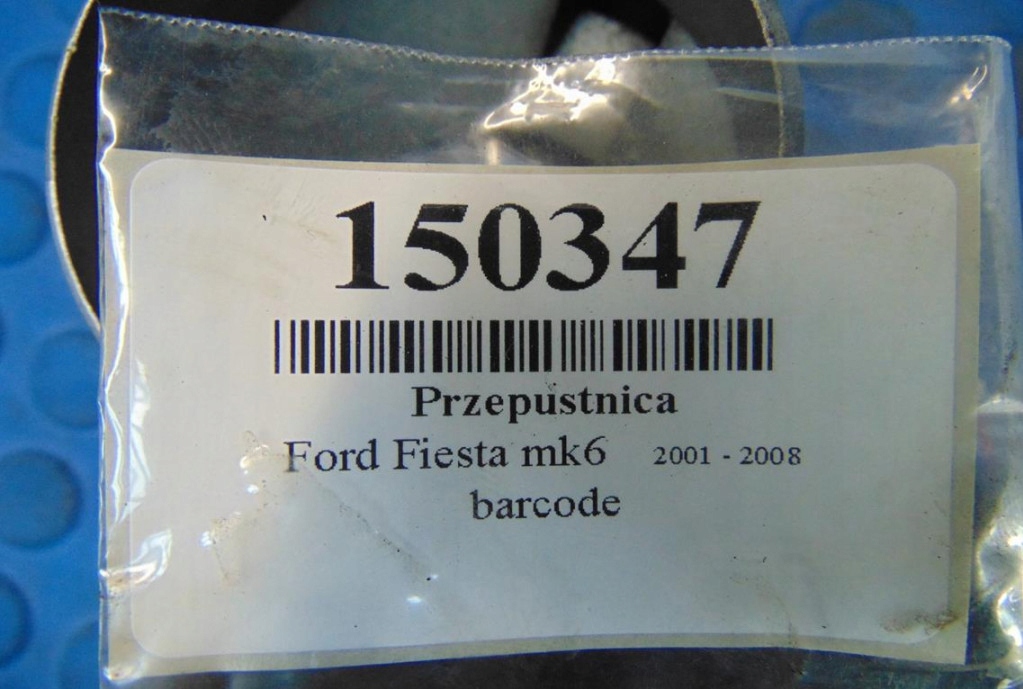 150347
Przepustnica
Ford Fiesta mk6 2001 - 2008
barcode